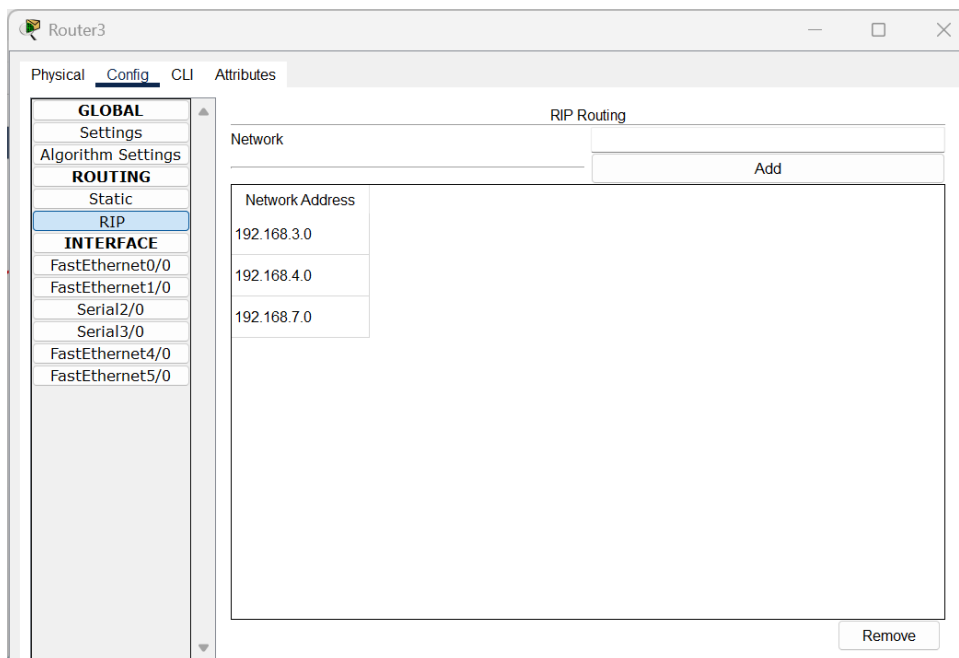 Router3
Physical Config CLI Attributes
GLOBAL
Settings
Algorithm Settings
ROUTING
Static
RIP
INTERFACE
FastEthernet0/0
FastEthernet1/0
Serial2/0
Serial3/0
FastEthernet4/0
FastEthernet5/0
RIP Routing
Network
Add
Network Address
192.168.3.0
192.168.4.0
192.168.7.0
Remove